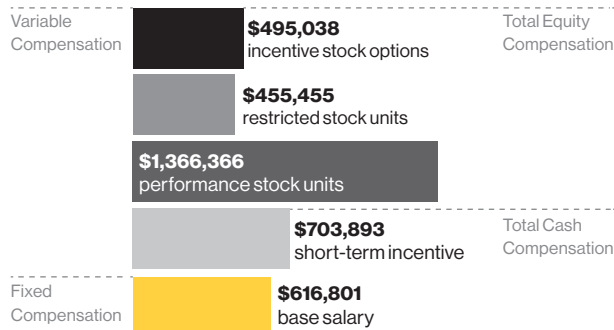 Variable
Compensation
$495,038
incentive stock options
Total Equity
Compensation
$455,455
restricted stock units
$1,366,366
performance stock units
$703,893
short-term incentive
Total Cash
Compensation
Fixed
Compensation
$616,801
base salary